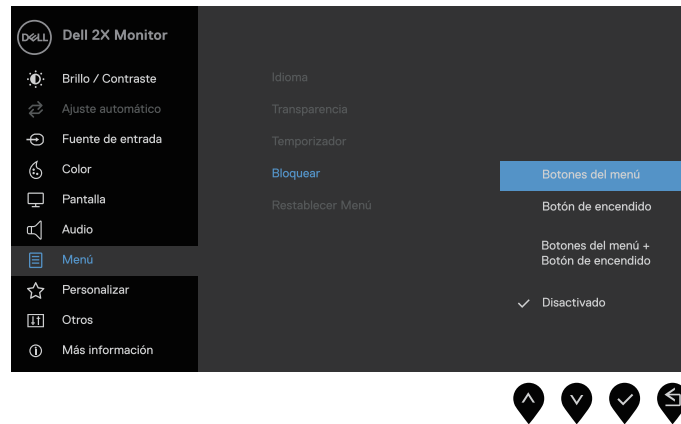 DELL
Dell 2X Monitor
Brillo / Contraste
Ajuste automático
Fuente de entrada
Color
Pantalla
Audio
Menú
Personalizar
Otros
Más información
Idioma
Transparencia
Temporizador
Bloquear
Restablecer Menú
Botones del menú
Botón de encendido
Botones del menú +
Botón de encendido
Disactivado